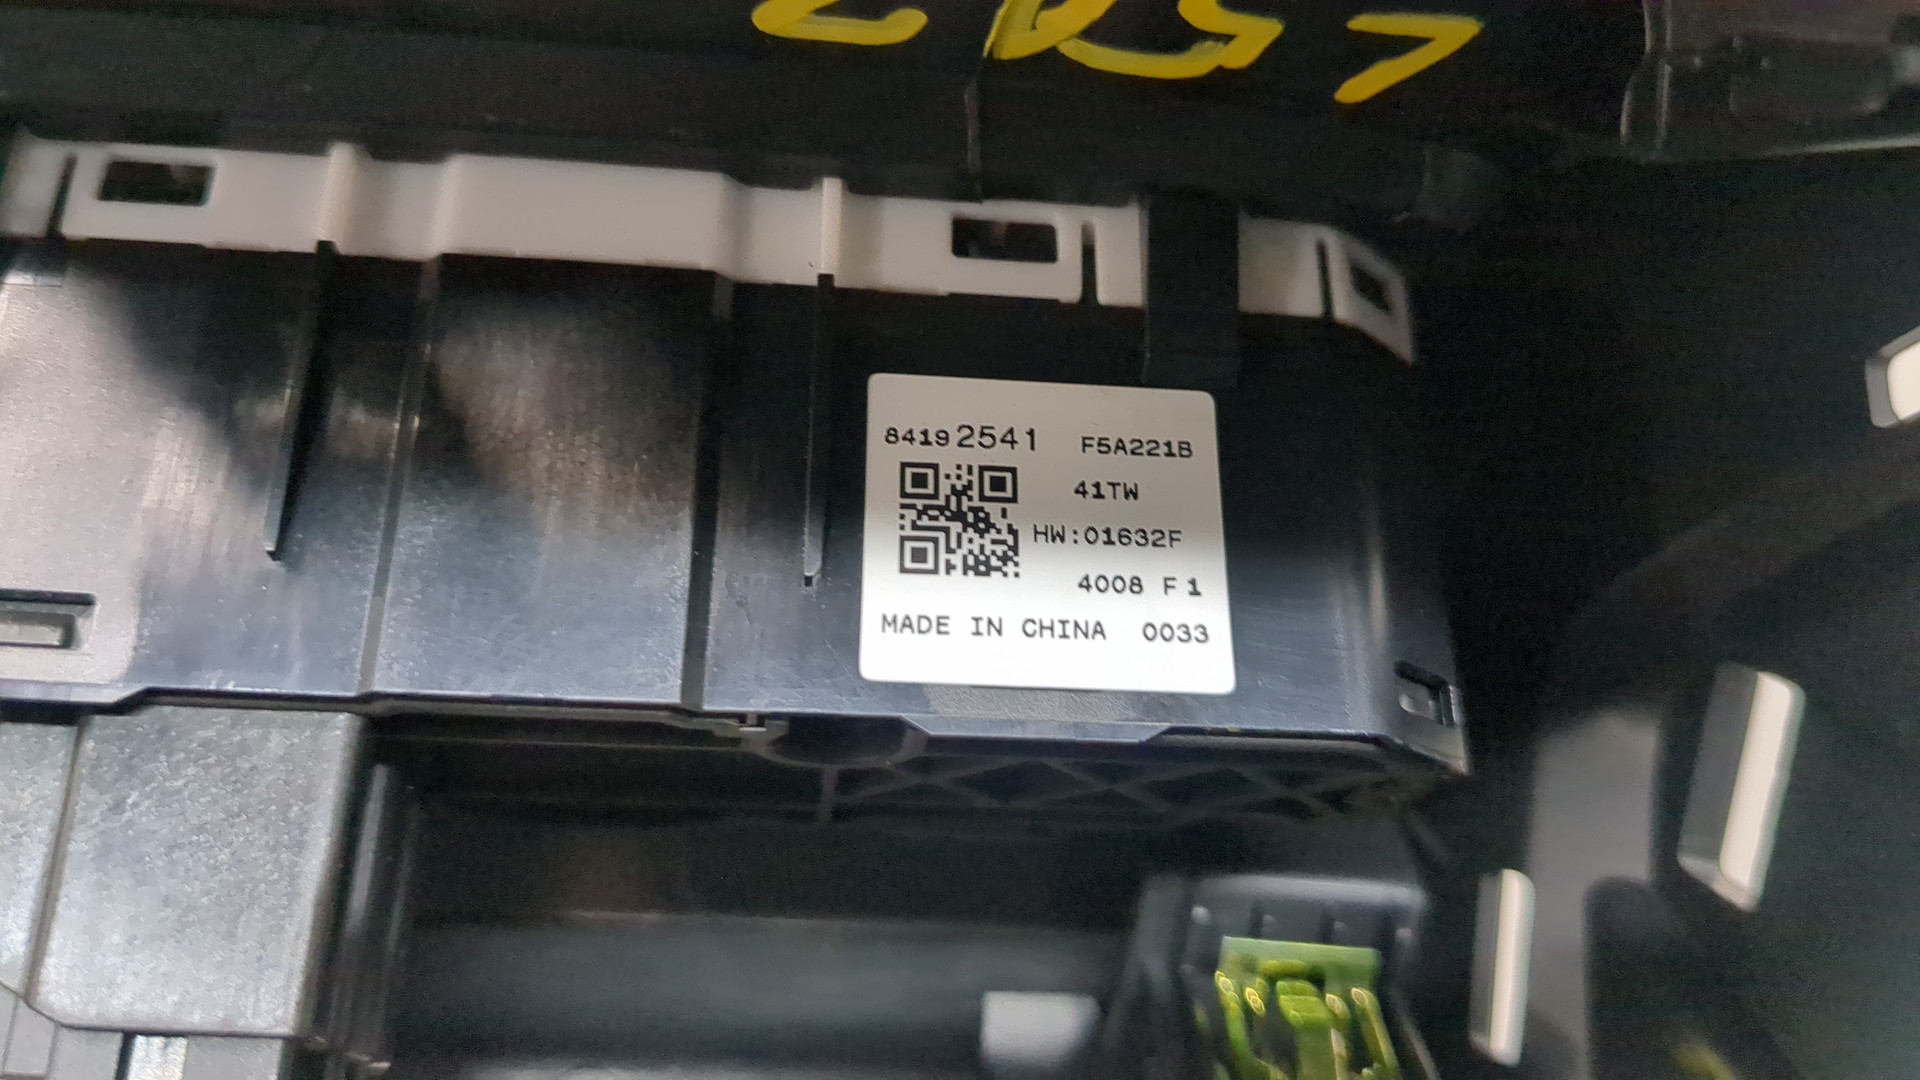 84192541 F5A221B
41TW
HW:01632F
4008 F1
MADE IN CHINA 0033